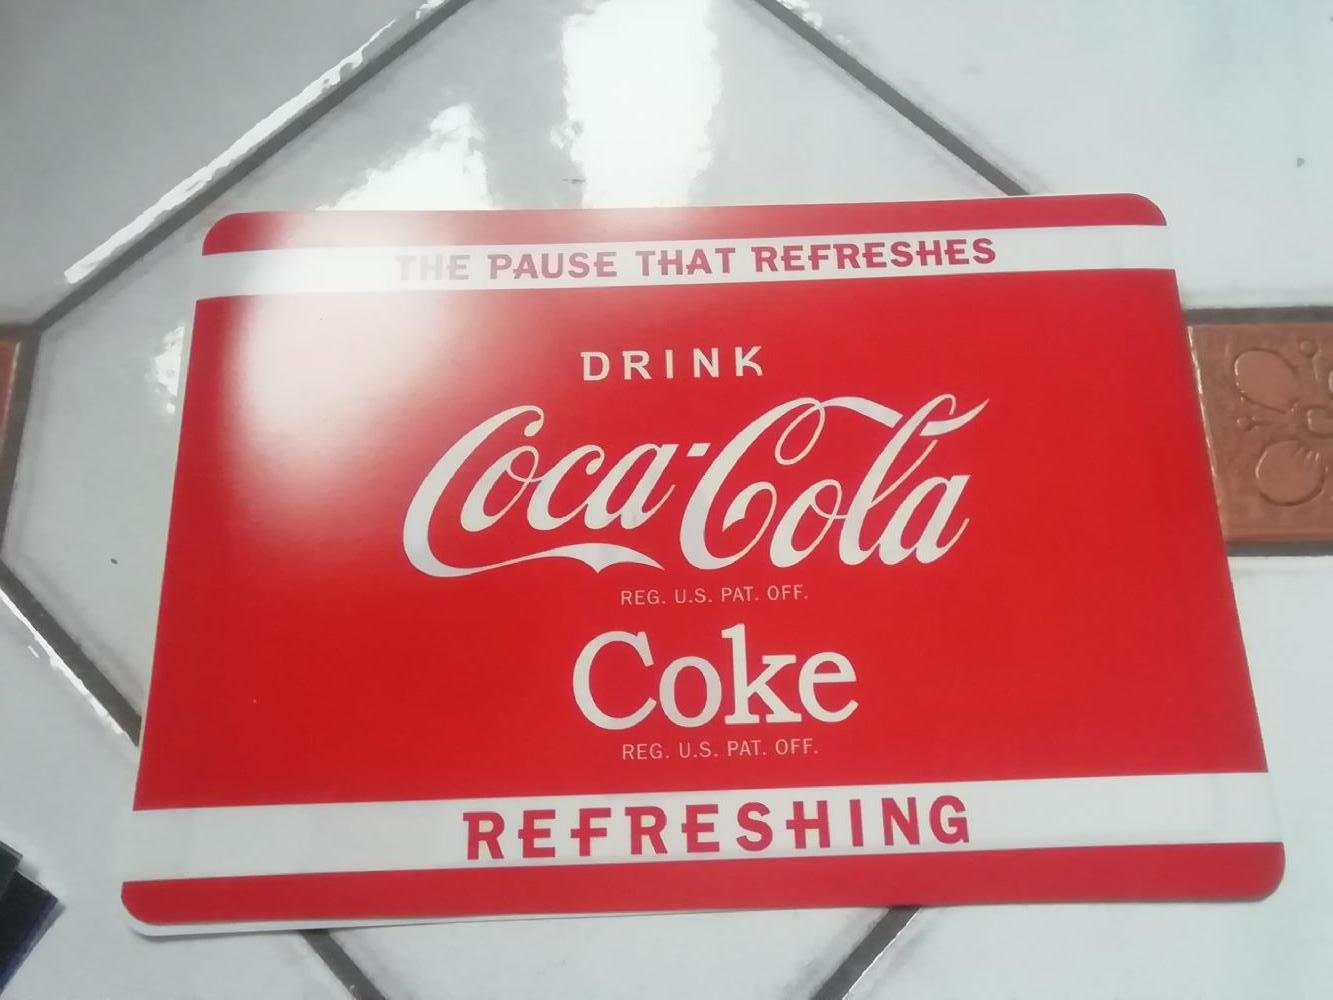 THE PAUSE THAT REFRESHES
DRINK
Coca-Cola
REG. U.S. PAT. OFF.
Coke
REG. U.S. PAT. OFF.
REFRESHING